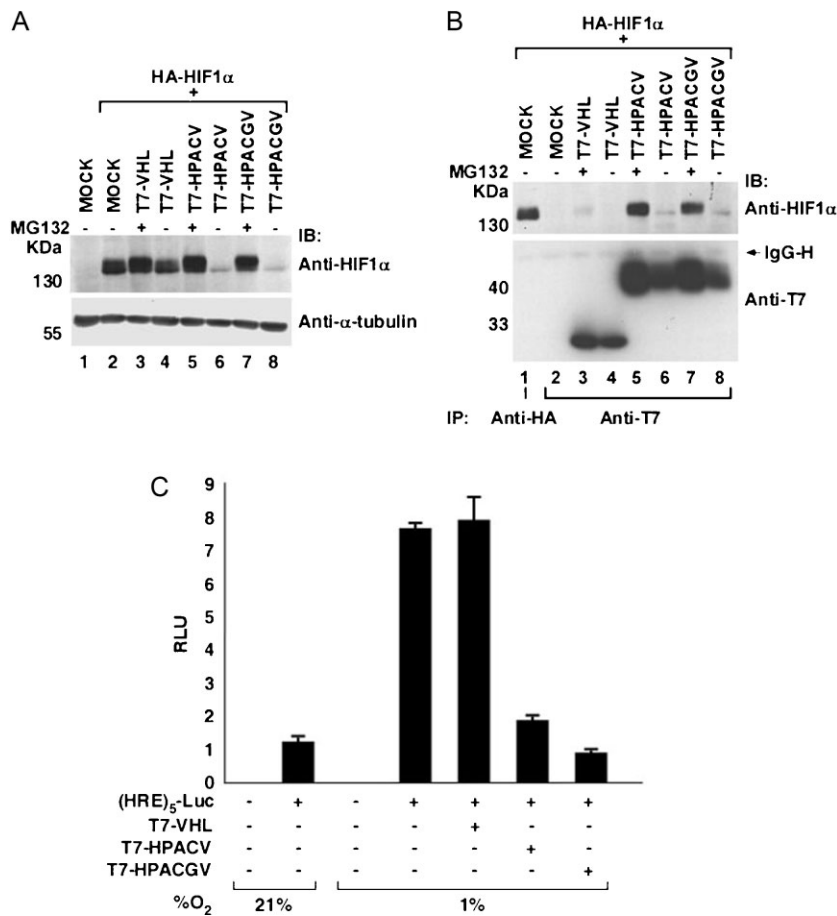 A
HA-HIF1α
+
MOCK
MOCK
T7-VHL
T7-VHL
T7-HPACV
T7-HPACV
T7-HPACGV
T7-HPACGV
MG132 - - + - + - + - IB:
KDa
130
Anti-HIF1α
55
Anti-α-tubulin
1 2 3 4 5 6 7 8
B
HA-HIF1α
+
MOCK
MOCK
T7-VHL
T7-VHL
T7-HPACV
T7-HPACV
T7-HPACGV
T7-HPACGV
MG132 - - + - + - + - IB:
KDa
130
Anti-HIF1α
← IgG-H
40
Anti-T7
33
1 2 3 4 5 6 7 8
IP: Anti-HA Anti-T7
C
9
8
7
6
5
4
3
2
1
0
RLU
(HRE)5-Luc - + - + + + +
T7-VHL - - - - + - -
T7-HPACV - - - - - + -
T7-HPACGV - - - - - - +
%O2 21% 1%